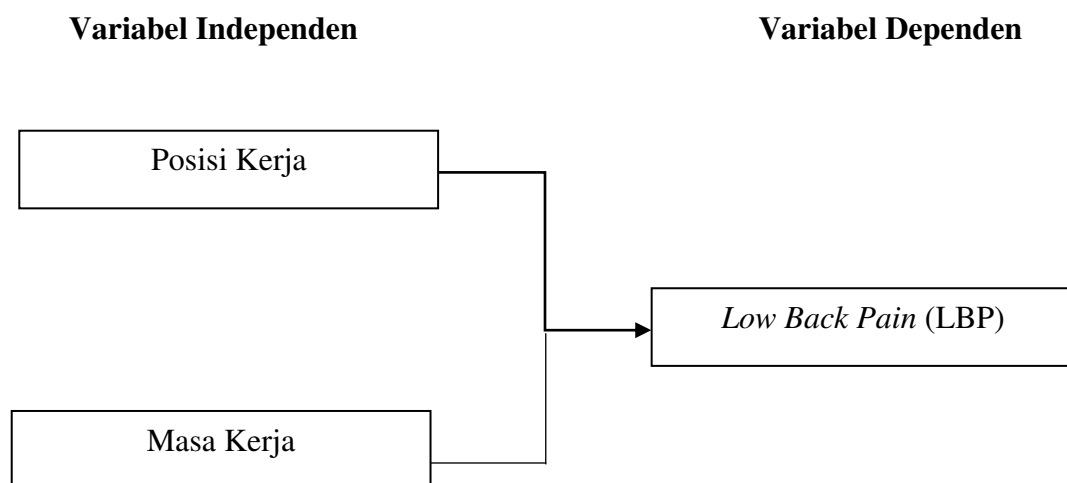 Variabel Independen
Variabel Dependen
Posisi Kerja
Low Back Pain (LBP)
Masa Kerja